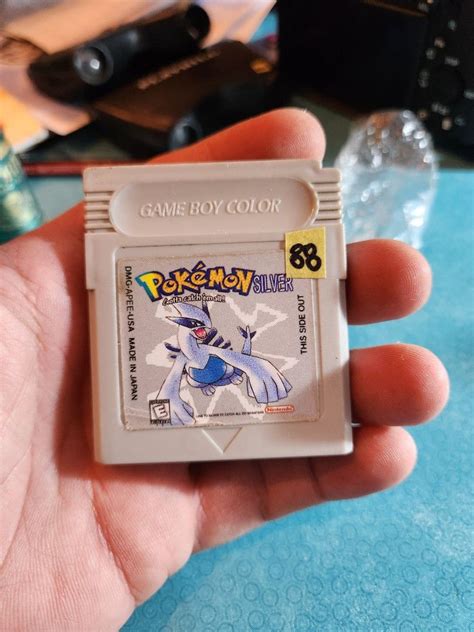 GAME BOY COLOR
POKéMON
SILVER
88
Gotta catch 'em all!
DMG-APEE-USA MADE IN JAPAN
THIS SIDE OUT
E
Nintendo